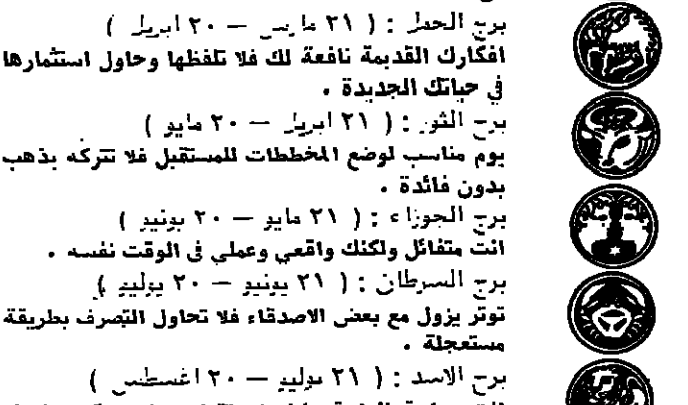 برج الحمل : ( ٢١ مارس — ٢٠ ابريل )
افكارك القديمة نافعة لك فلا تلفظها وحاول استثمارها
في حياتك الجديدة .
برج الثور : ( ٢١ ابريل — ٢٠ مايو )
يوم مناسب لوضع المخططات للمستقبل فلا تتركه يذهب
بدون فائدة .
برج الجوزاء : ( ٢١ مايو — ٢٠ يونيو )
انت متفائل ولكنك واقعي وعملي في الوقت نفسه .
برج السرطان : ( ٢١ يونيو — ٢٠ يوليو )
توتر يزول مع بعض الاصدقاء فلا تحاول التصرف بطريقة
مستعجلة .
برج الاسد : ( ٢١ يوليو — ٢٠ اغسطس )